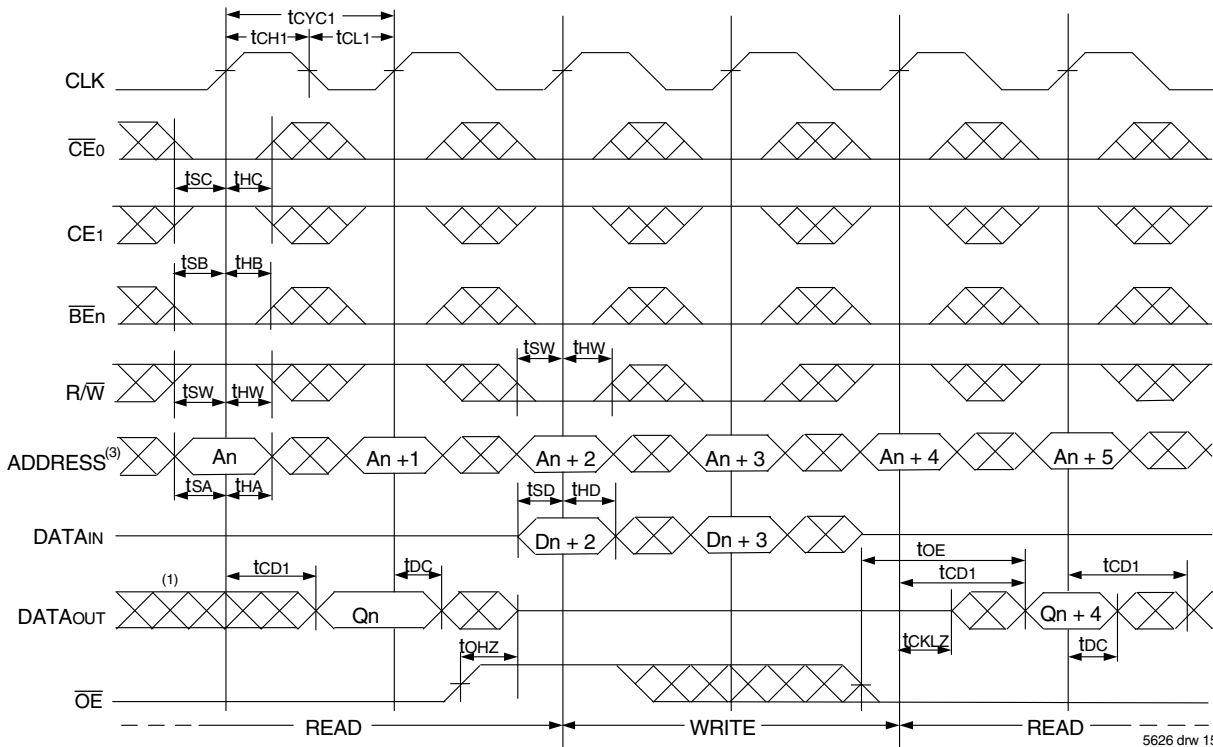 tCYC1
tCH1 tCL1
CLK
CE0
tSC tHC
CE1
tSB tHB
BEn
tSW tHW
R/W
tSW tHW
ADDRESS(3) An An +1 An + 2 An + 3 An + 4 An + 5
tSA tHA tSD tHD
DATAIN Dn + 2 Dn + 3
tOE
tCD1 tDC tCD1 tCD1
(1)
DATAOUT Qn Qn + 4
tOHZ tCKLZ tDC
OE
READ WRITE READ
5626 drw 15